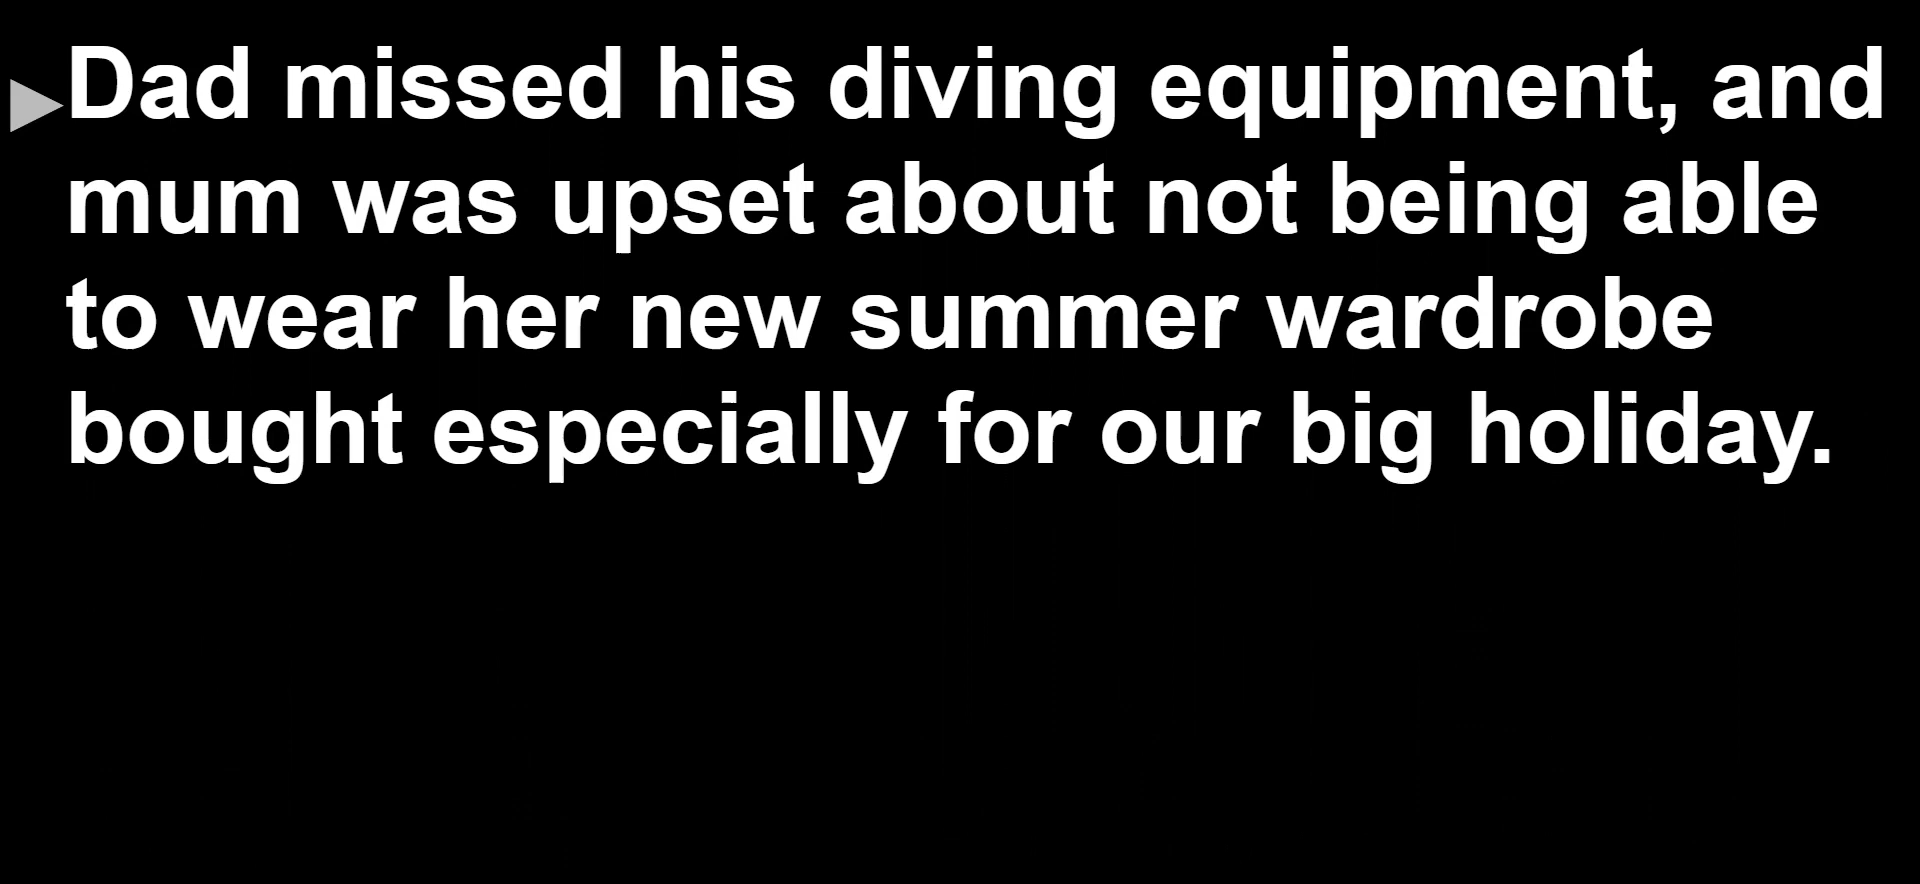 Dad missed his diving equipment, and
mum was upset about not being able
to wear her new summer wardrobe
bought especially for our big holiday.